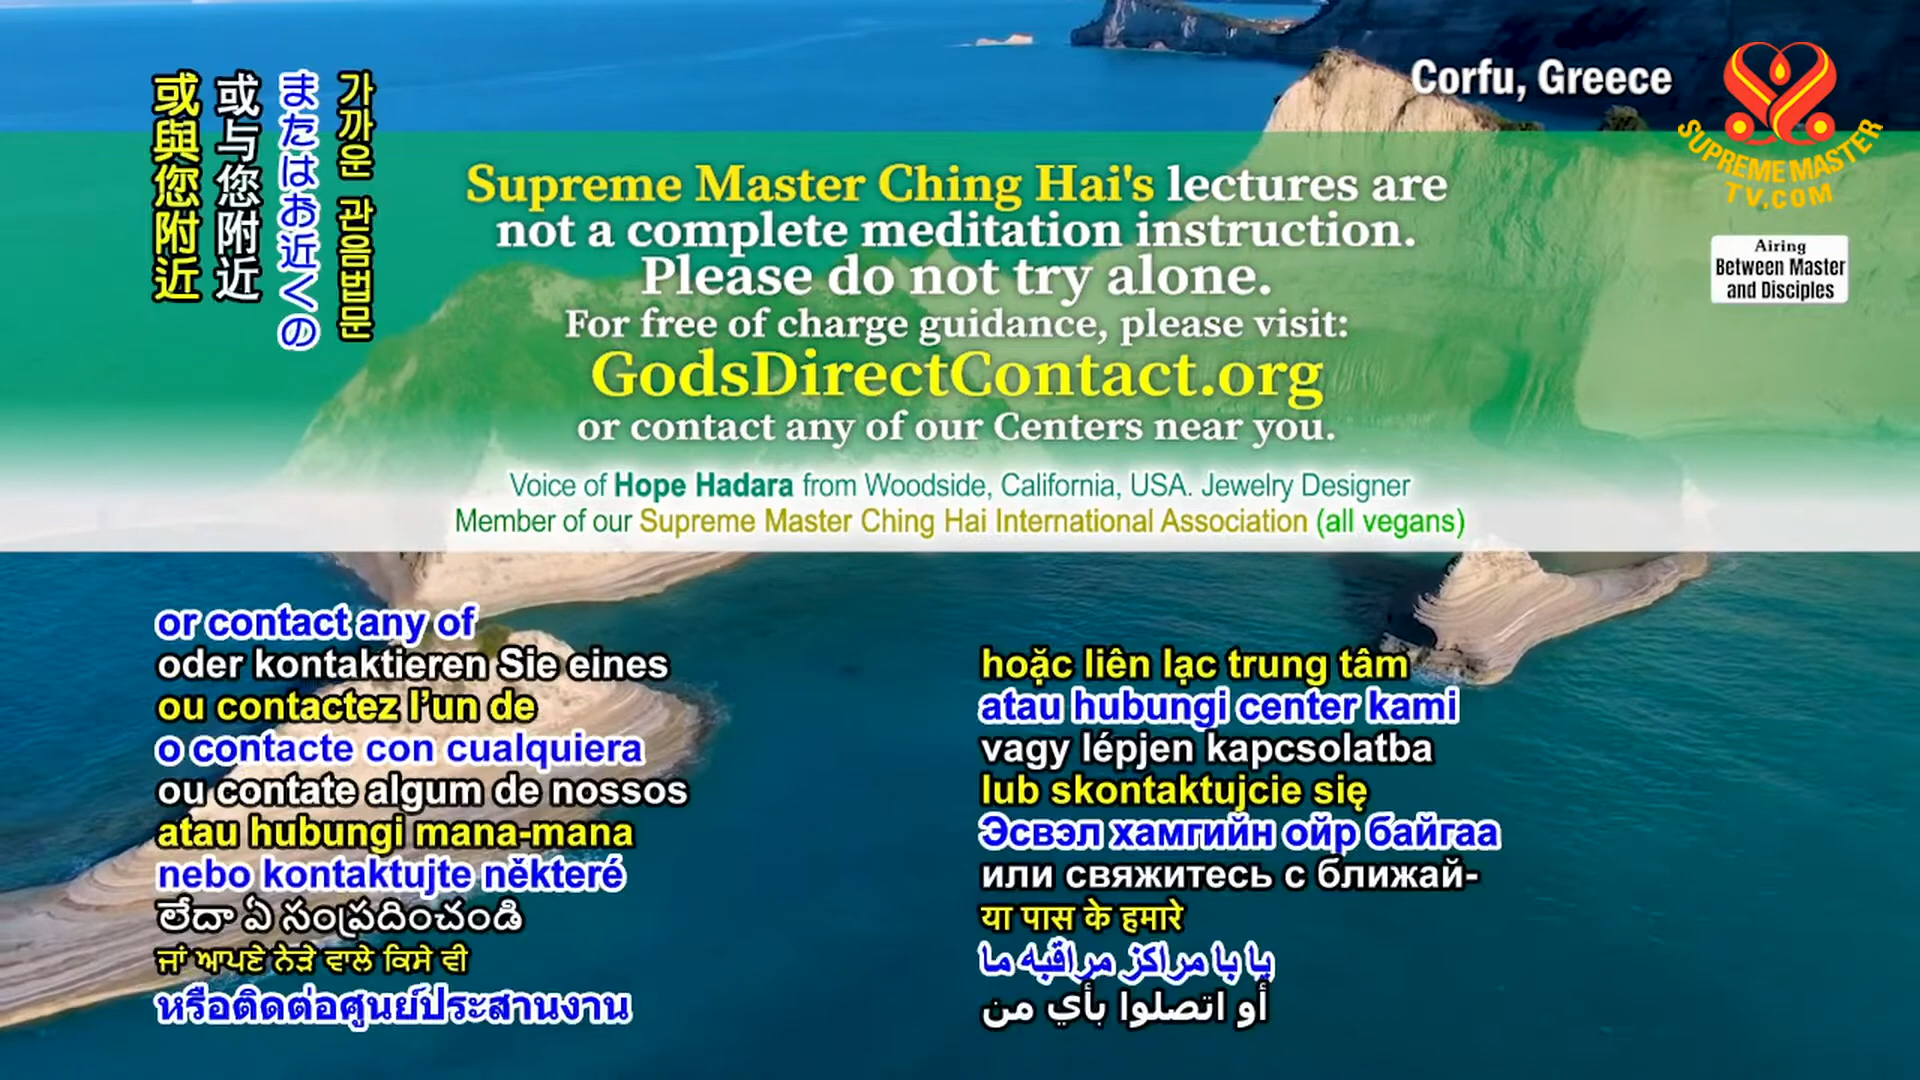 Corfu, Greece
SUPREME MASTER
TV.COM
Airing
Between Master
and Disciples
或與您附近
或与您附近
またはお近くの
가까운 관음법문
Supreme Master Ching Hai's lectures are
not a complete meditation instruction.
Please do not try alone.
For free of charge guidance, please visit:
GodsDirectContact.org
or contact any of our Centers near you.
Voice of Hope Hadara from Woodside, California, USA. Jewelry Designer
Member of our Supreme Master Ching Hai International Association (all vegans)
or contact any of
oder kontaktieren Sie eines
ou contactez l’un de
o contacte con cualquiera
ou contate algum de nossos
atau hubungi mana-mana
nebo kontaktujte některé
లేదా ఏ సంప్రదించండి
ਜਾਂ ਆਪਣੇ ਨੇੜੇ ਵਾਲੇ ਕਿਸੇ ਵੀ
หรือติดต่อศูนย์ประสานงาน
hoặc liên lạc trung tâm
atau hubungi center kami
vagy lépjen kapcsolatba
lub skontaktujcie się
Эсвэл хамгийн ойр байгаа
или свяжитесь с ближай-
या पास के हमारे
یا با مراکز مراقبه ما
أو اتصلوا بأي من